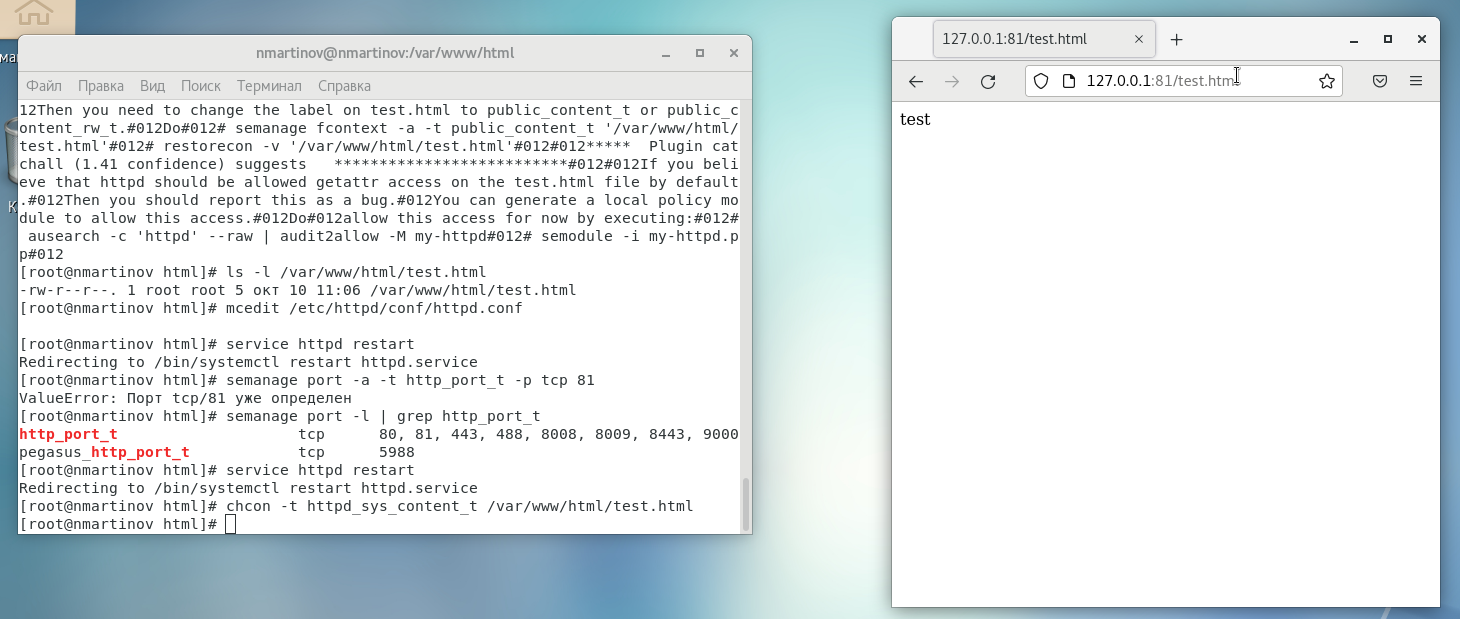 nmartinov@nmartinov:/var/www/html
Файл Правка Вид Поиск Терминал Справка
12Then you need to change the label on test.html to public_content_t or public_c
ontent_rw_t.#012Do#012# semanage fcontext -a -t public_content_t '/var/www/html/
test.html'#012# restorecon -v '/var/www/html/test.html'#012#012***** Plugin cat
chall (1.41 confidence) suggests **************************#012#012If you beli
eve that httpd should be allowed getattr access on the test.html file by default
.#012Then you should report this as a bug.#012You can generate a local policy mo
dule to allow this access.#012Do#012allow this access for now by executing:#012#
ausearch -c 'httpd' --raw | audit2allow -M my-httpd#012# semodule -i my-httpd.p
p#012
[root@nmartinov html]# ls -l /var/www/html/test.html
-rw-r--r--. 1 root root 5 окт 10 11:06 /var/www/html/test.html
[root@nmartinov html]# mcedit /etc/httpd/conf/httpd.conf
[root@nmartinov html]# service httpd restart
Redirecting to /bin/systemctl restart httpd.service
[root@nmartinov html]# semanage port -a -t http_port_t -p tcp 81
ValueError: Порт tcp/81 уже определен
[root@nmartinov html]# semanage port -l | grep http_port_t
http_port_t tcp 80, 81, 443, 488, 8008, 8009, 8443, 9000
pegasus_http_port_t tcp 5988
[root@nmartinov html]# service httpd restart
Redirecting to /bin/systemctl restart httpd.service
[root@nmartinov html]# chcon -t httpd_sys_content_t /var/www/html/test.html
[root@nmartinov html]#
127.0.0.1:81/test.html
127.0.0.1:81/test.html
test